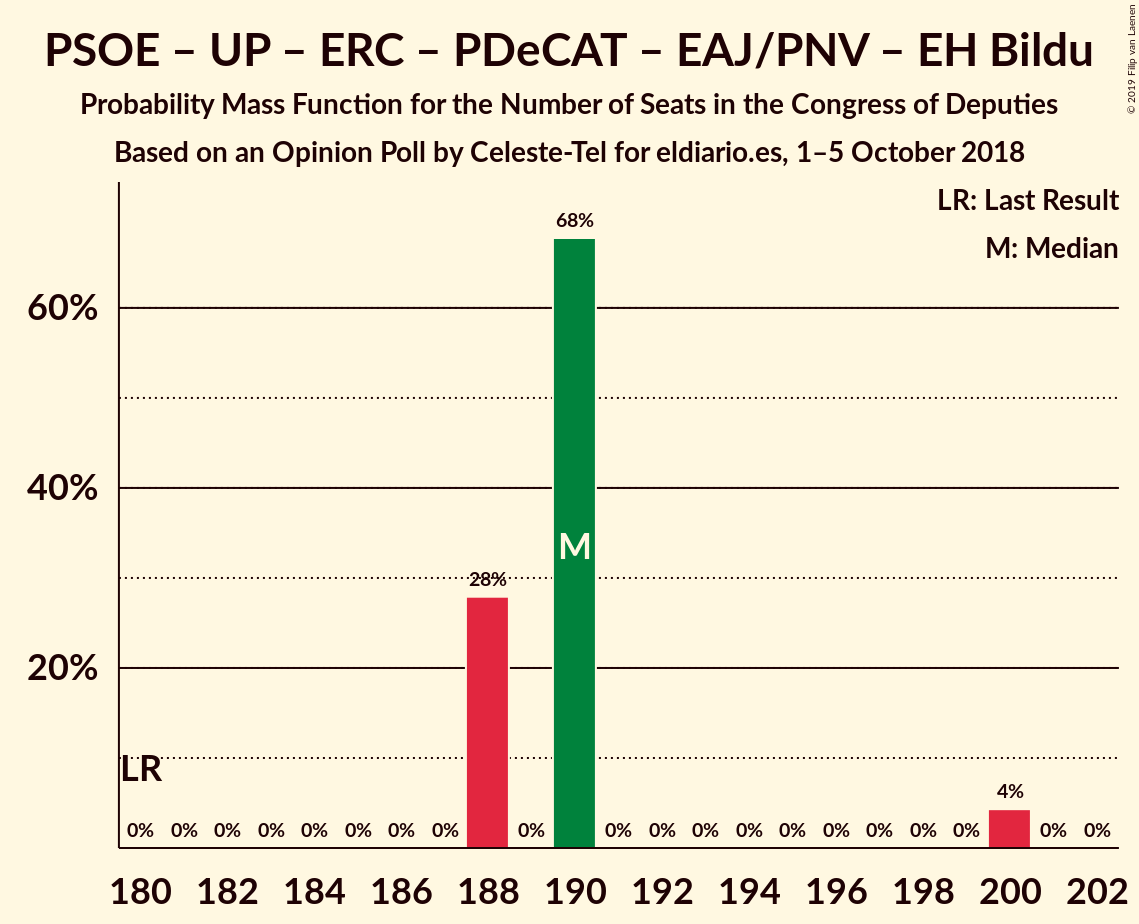 PSOE – UP – ERC – PDeCAT – EAJ/PNV – EH Bildu
Probability Mass Function for the Number of Seats in the Congress of Deputies
Based on an Opinion Poll by Celeste-Tel for eldiario.es, 1–5 October 2018
© 2019 Filip van Laenen
LR: Last Result
M: Median
68%
60%
M
40%
28%
20%
LR
4%
0% 0% 0% 0% 0% 0% 0% 0% 0% 0% 0% 0% 0% 0% 0% 0% 0% 0% 0% 0%
180 182 184 186 188 190 192 194 196 198 200 202